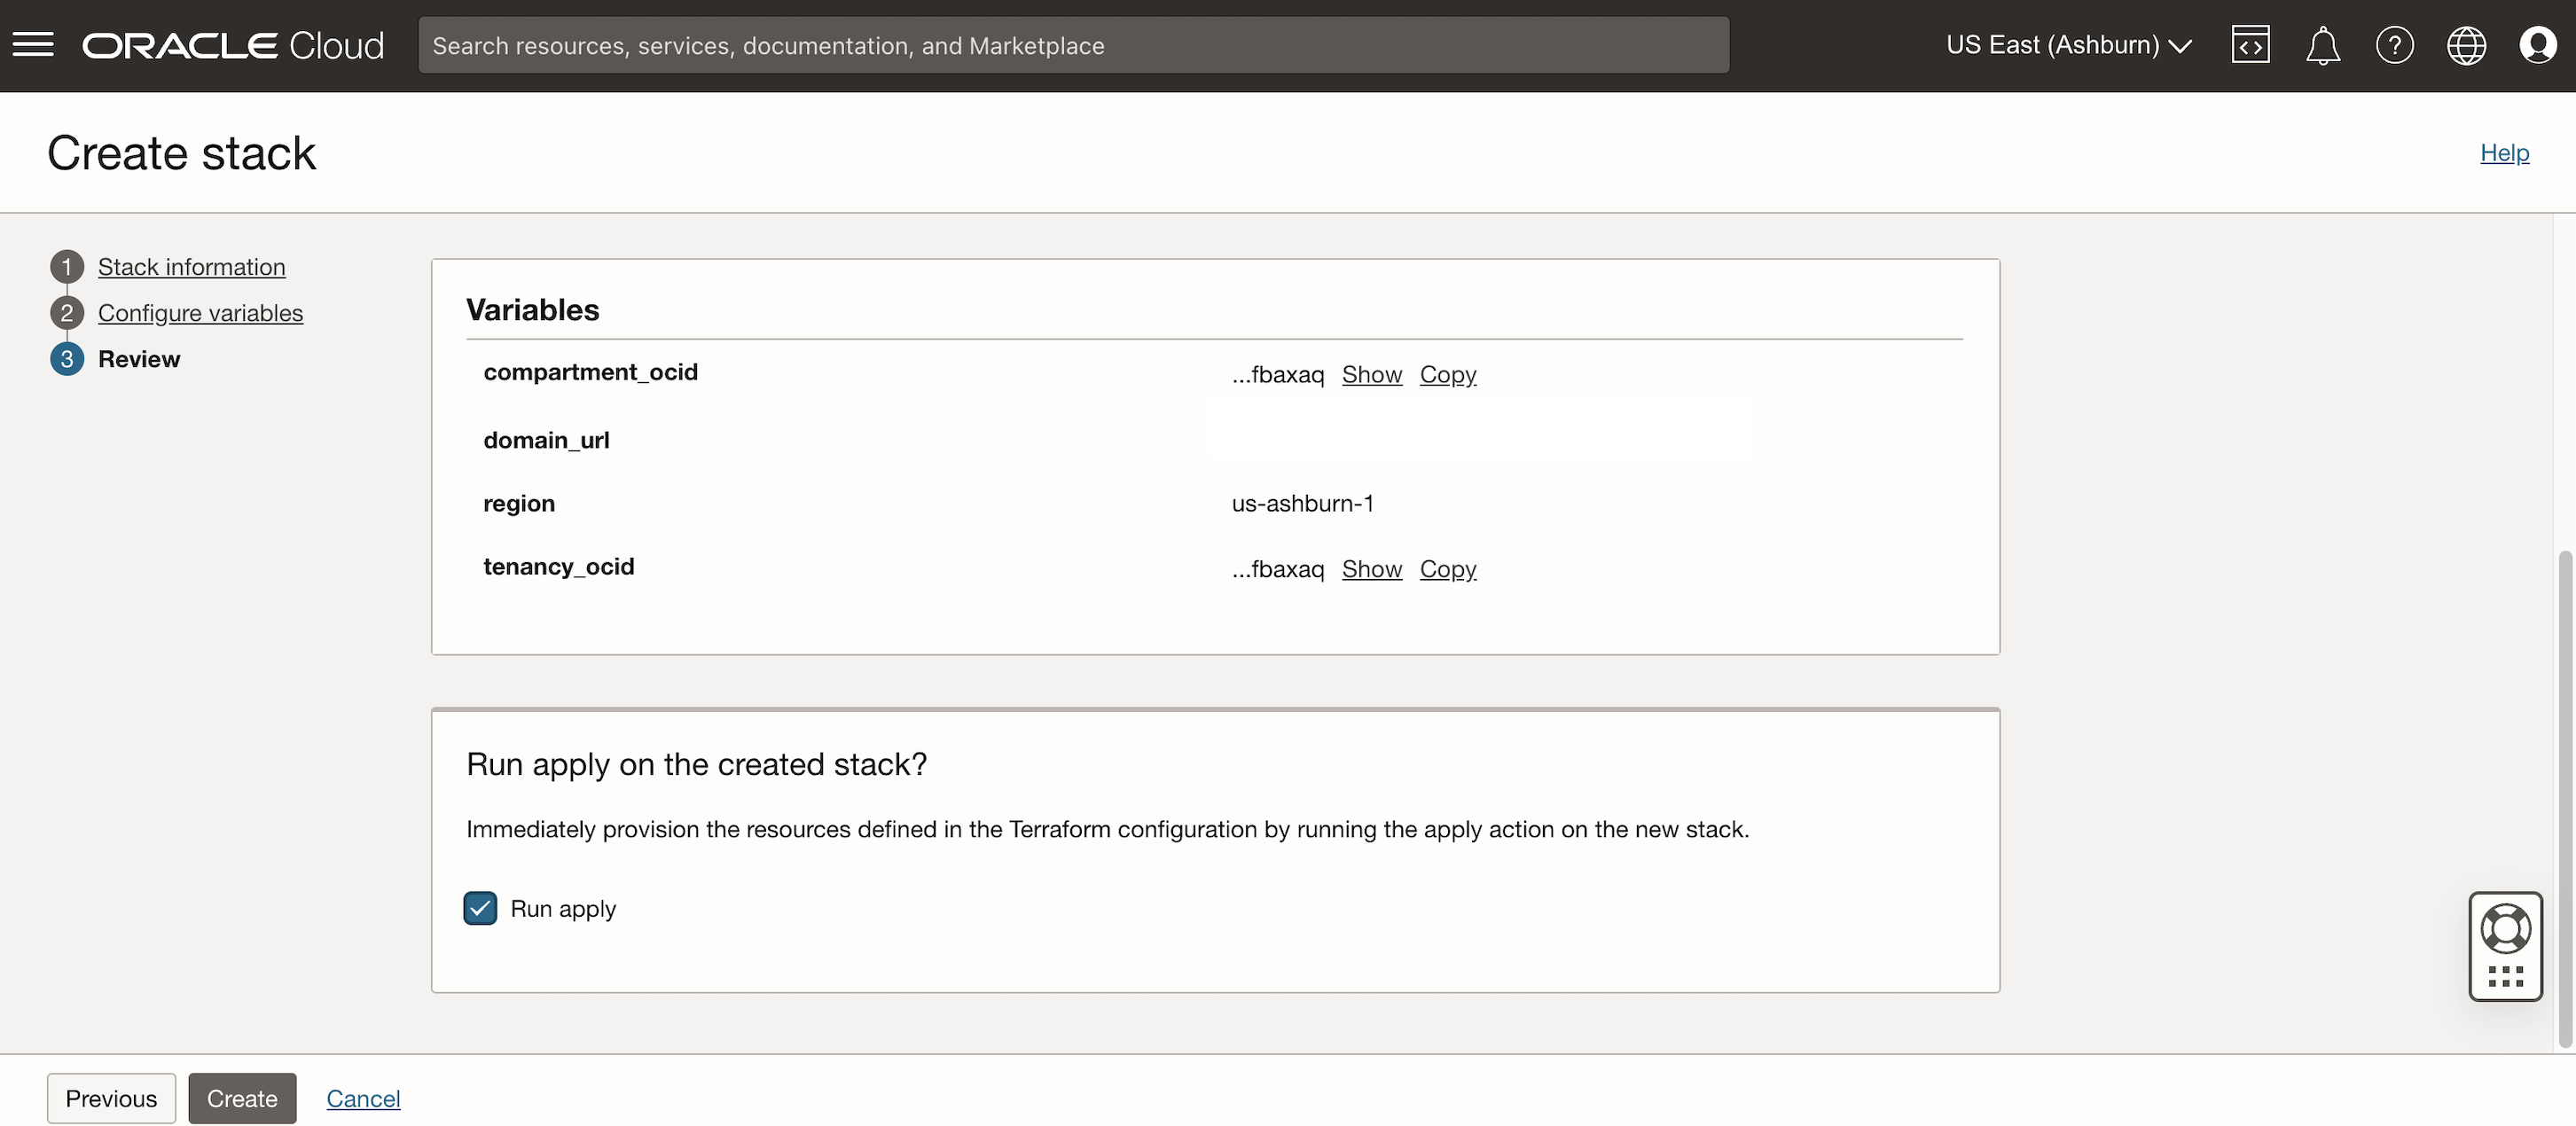 ORACLE Cloud
Search resources, services, documentation, and Marketplace
US East (Ashburn)
Create stack
Help
1 Stack information
2 Configure variables
3 Review
Variables
compartment_ocid ...fbaxaq Show Copy
domain_url
region us-ashburn-1
tenancy_ocid ...fbaxaq Show Copy
Run apply on the created stack?
Immediately provision the resources defined in the Terraform configuration by running the apply action on the new stack.
Run apply
Previous Create Cancel